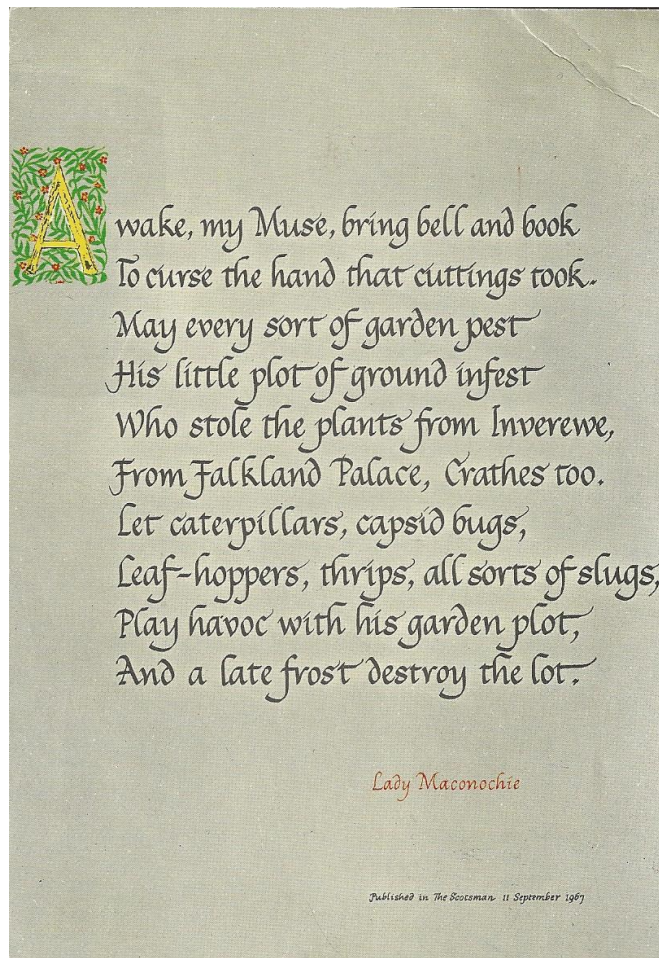 Awake, my Muse, bring bell and book
To curse the hand that cuttings took.
May every sort of garden pest
His little plot of ground infest
Who stole the plants from Inverewe,
From Falkland Palace, Crathes too.
Let caterpillars, capsid bugs,
Leaf-hoppers, thrips, all sorts of slugs,
Play havoc with his garden plot,
And a late frost destroy the lot.
Lady Maconochie
Published in The Scotsman 11 September 1967